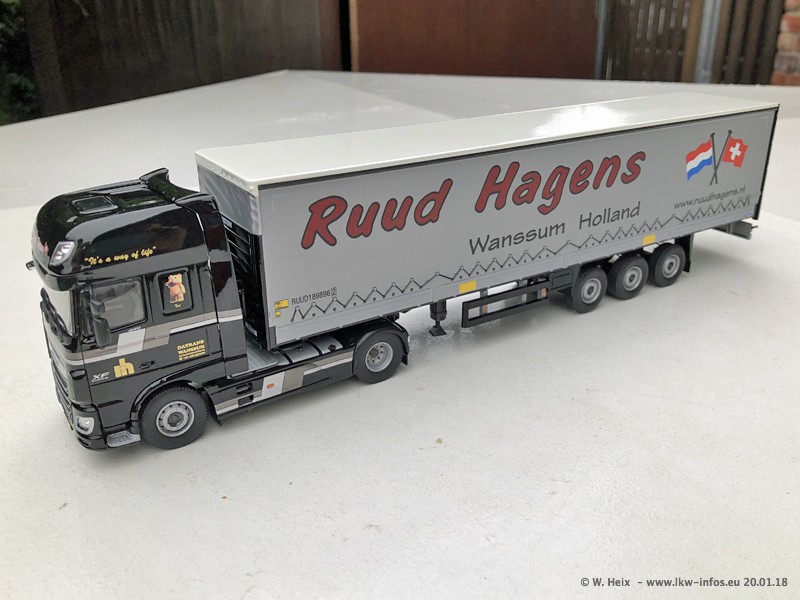 Ruud Hagens
Wanssum Holland
www.ruudhagens.nl
RUUD189896
"It's a way of life"
DATRANS
WANSSUM
rh
XF
© W. Heix - www.lkw-infos.eu 20.01.18